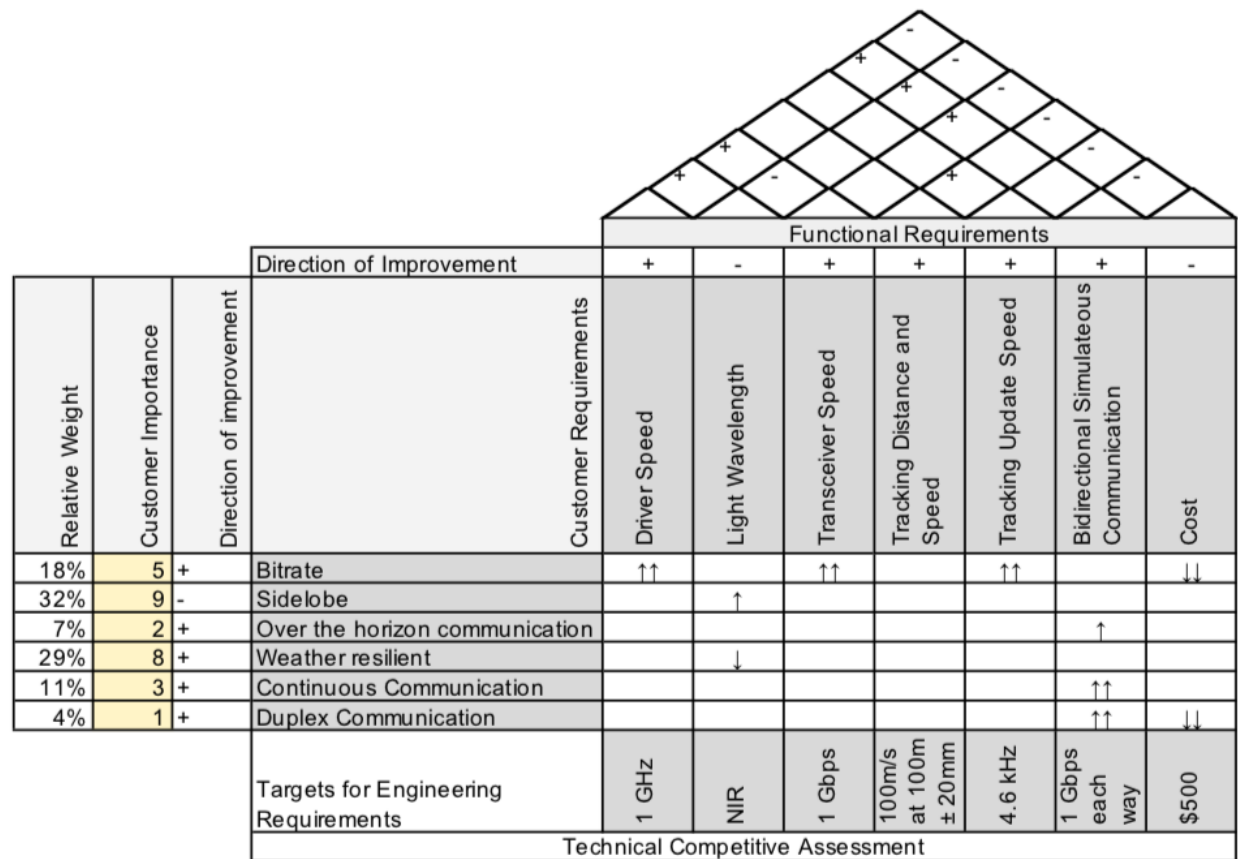 -
+ -
+ -
+ -
+ -
+ - + -
Functional Requirements
Direction of Improvement + - + + + + -
Relative Weight
Customer Importance
Direction of improvement
Customer Requirements
Driver Speed
Light Wavelength
Transceiver Speed
Tracking Distance and
Speed
Tracking Update Speed
Bidirectional Simulateous
Communication
Cost
18% 5 + Bitrate ↑↑ ↑↑ ↑↑ ↓↓
32% 9 - Sidelobe ↑
7% 2 + Over the horizon communication ↑
29% 8 + Weather resilient ↓
11% 3 + Continuous Communication ↑↑
4% 1 + Duplex Communication ↑↑ ↓↓
Targets for Engineering
Requirements
1 GHz
NIR
1 Gbps
100m/s
at 100m
± 20mm
4.6 kHz
1 Gbps
each
way
$500
Technical Competitive Assessment